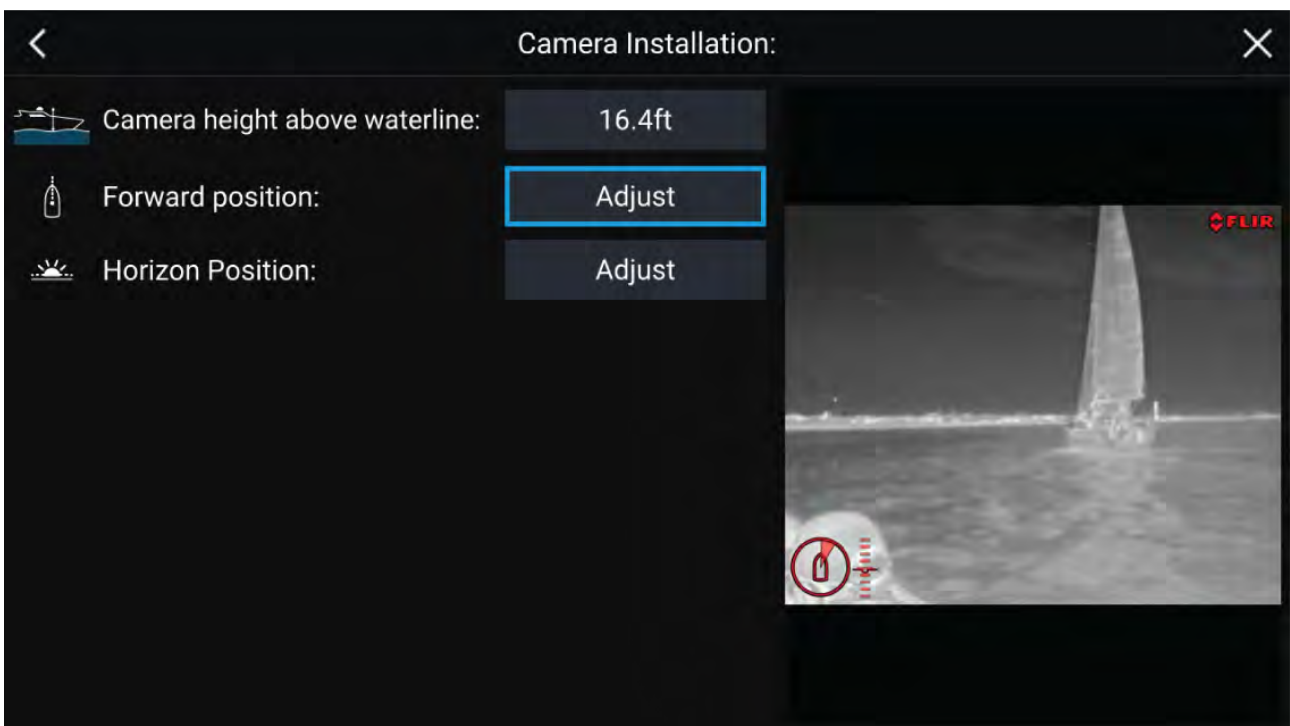 Camera Installation:
Camera height above waterline: 16.4ft
Forward position: Adjust
Horizon Position: Adjust
FLIR